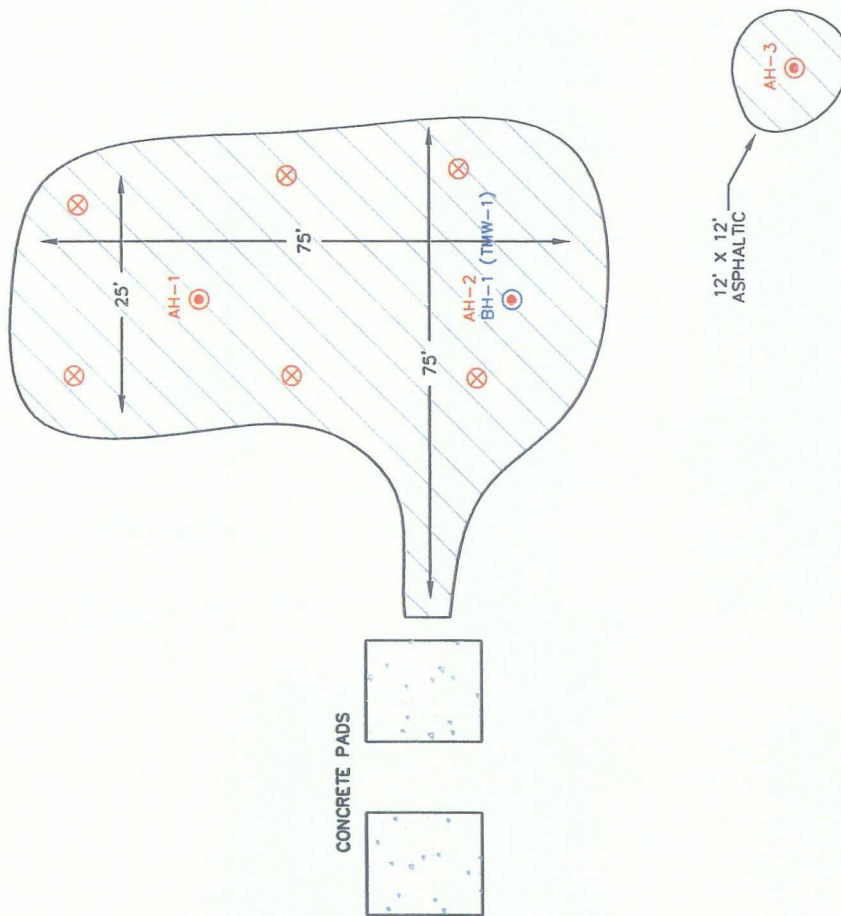 AH-3
12' X 12'
ASPHALTIC
25'
75'
AH-1
AH-2
BH-1 (TMW-1)
75'
CONCRETE PADS